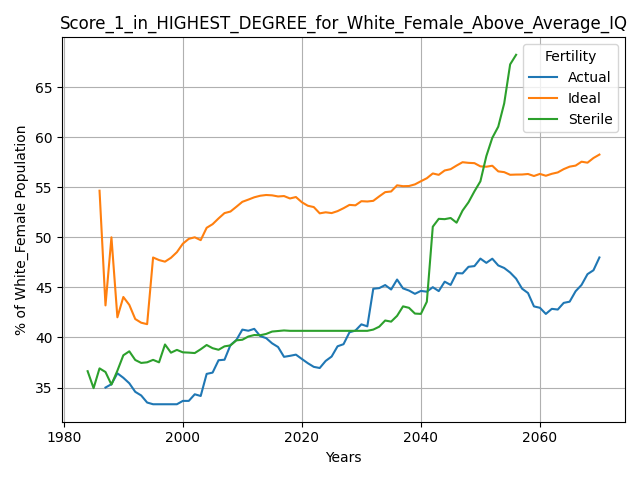 Score_1_in_HIGHEST_DEGREE_for_White_Female_Above_Average_IQ
Fertility
Actual
Ideal
Sterile
% of White_Female Population
65
60
55
50
45
40
35
1980
2000
2020
2040
2060
Years